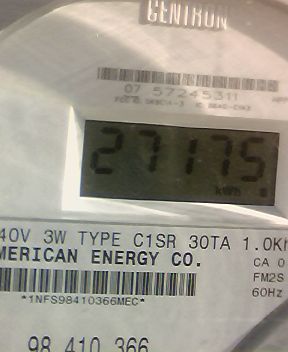 CENTRON
07 57245311
27175
kWh
40V 3W TYPE C1SR 30TA 1.0Kh
MERICAN ENERGY CO.
CA 0
FM2S
60Hz
*1NFS98410366MEC*
98 410 366